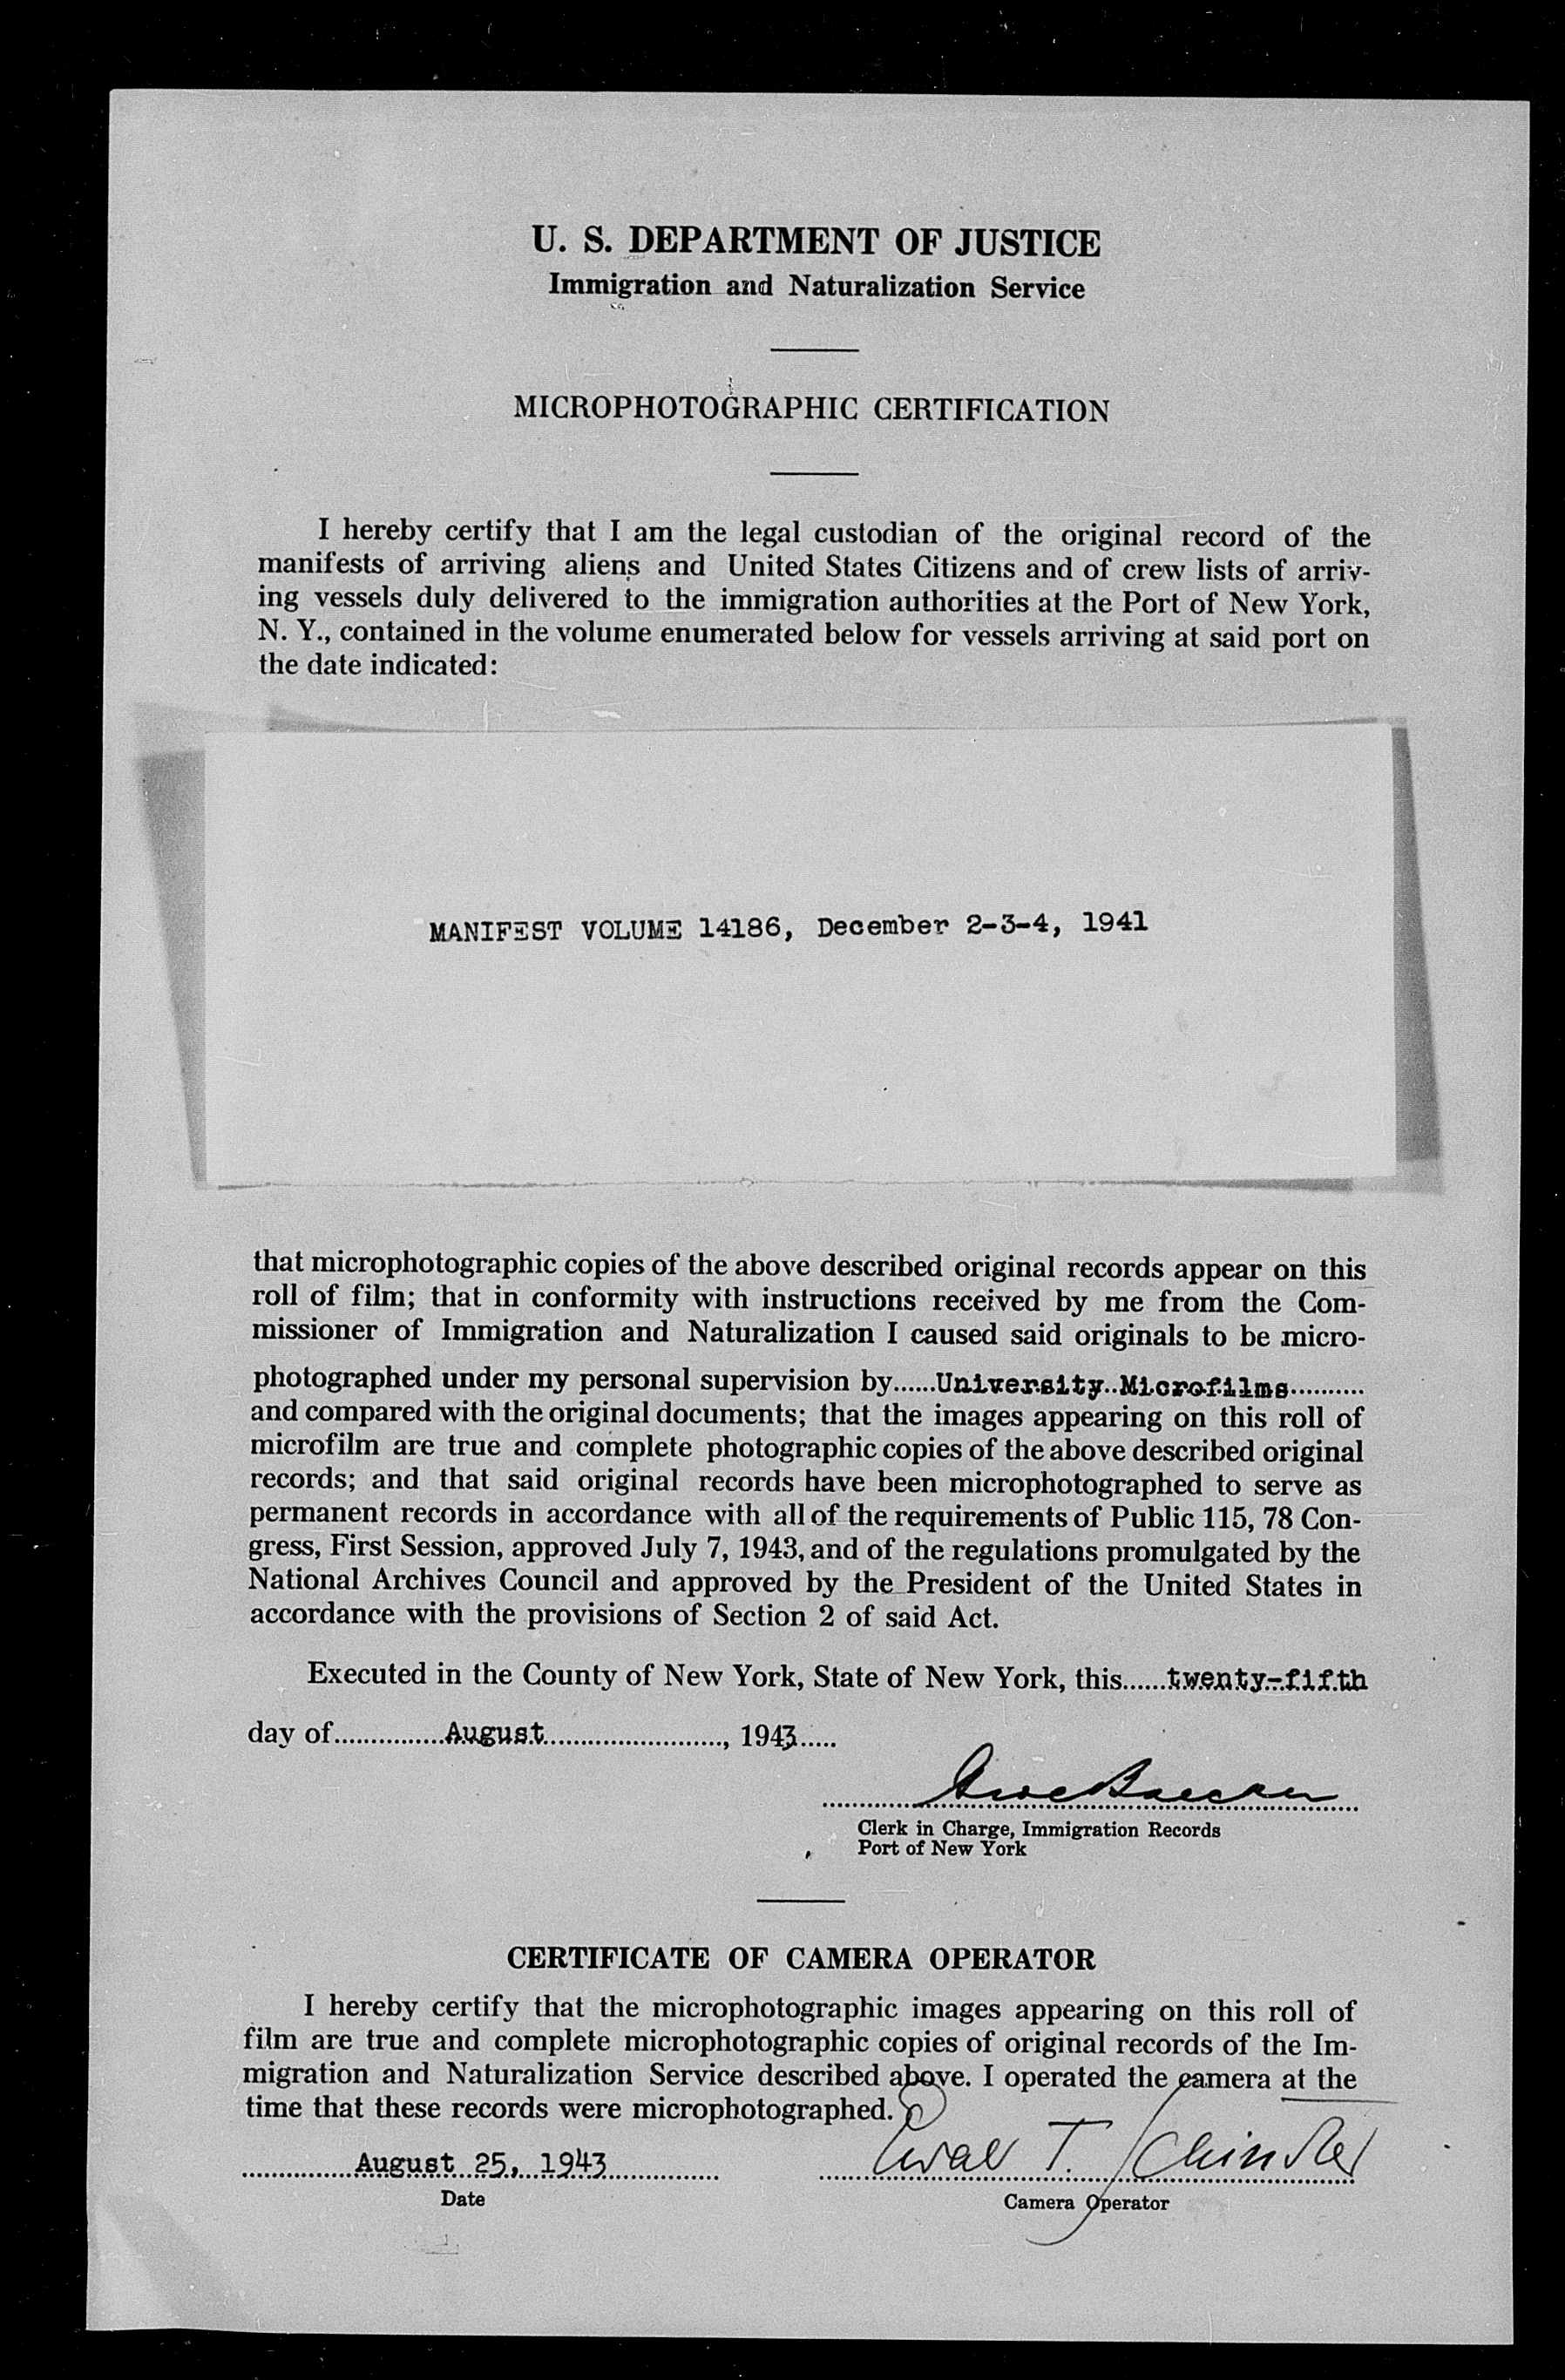 U. S. DEPARTMENT OF JUSTICE
Immigration and Naturalization Service
MICROPHOTOGRAPHIC CERTIFICATION
I hereby certify that I am the legal custodian of the original record of the
manifests of arriving aliens and United States Citizens and of crew lists of arriv-
ing vessels duly delivered to the immigration authorities at the Port of New York,
N. Y., contained in the volume enumerated below for vessels arriving at said port on
the date indicated:
MANIFEST VOLUME 14186, December 2-3-4, 1941
that microphotographic copies of the above described original records appear on this
roll of film; that in conformity with instructions received by me from the Com-
missioner of Immigration and Naturalization I caused said originals to be micro-
photographed under my personal supervision by......University Microfilms..........
and compared with the original documents; that the images appearing on this roll of
microfilm are true and complete photographic copies of the above described original
records; and that said original records have been microphotographed to serve as
permanent records in accordance with all of the requirements of Public 115, 78 Con-
gress, First Session, approved July 7, 1943, and of the regulations promulgated by the
National Archives Council and approved by the President of the United States in
accordance with the provisions of Section 2 of said Act.
Executed in the County of New York, State of New York, this......twenty-fifth
day of...............August........................, 1943.....
Clerk in Charge, Immigration Records
Port of New York
CERTIFICATE OF CAMERA OPERATOR
I hereby certify that the microphotographic images appearing on this roll of
film are true and complete microphotographic copies of original records of the Im-
migration and Naturalization Service described above. I operated the camera at the
time that these records were microphotographed.
August 25, 1943
T.
Date
Camera Operator